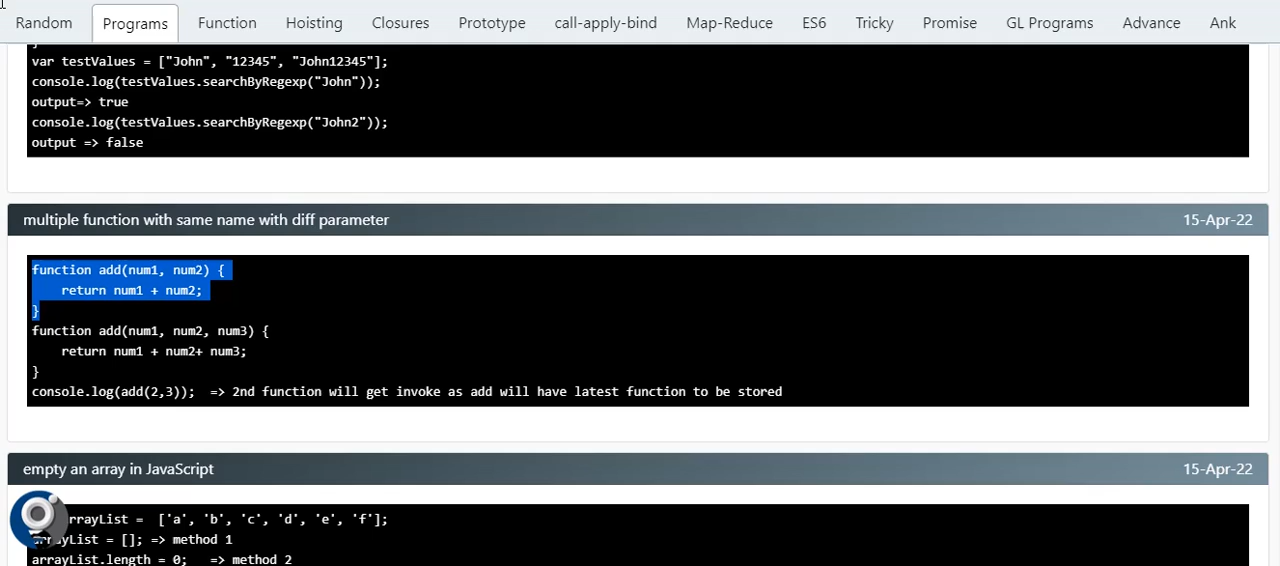 Random Programs Function Hoisting Closures Prototype call-apply-bind Map-Reduce ES6 Tricky Promise GL Programs Advance Ank
}
var testValues = ["John", "12345", "John12345"];
console.log(testValues.searchByRegexp("John"));
output=> true
console.log(testValues.searchByRegexp("John2"));
output => false
multiple function with same name with diff parameter 15-Apr-22
function add(num1, num2) {
return num1 + num2;
}
function add(num1, num2, num3) {
return num1 + num2+ num3;
}
console.log(add(2,3)); => 2nd function will get invoke as add will have latest function to be stored
empty an array in JavaScript 15-Apr-22
arrayList = ['a', 'b', 'c', 'd', 'e', 'f'];
arrayList = []; => method 1
arrayList.length = 0; => method 2